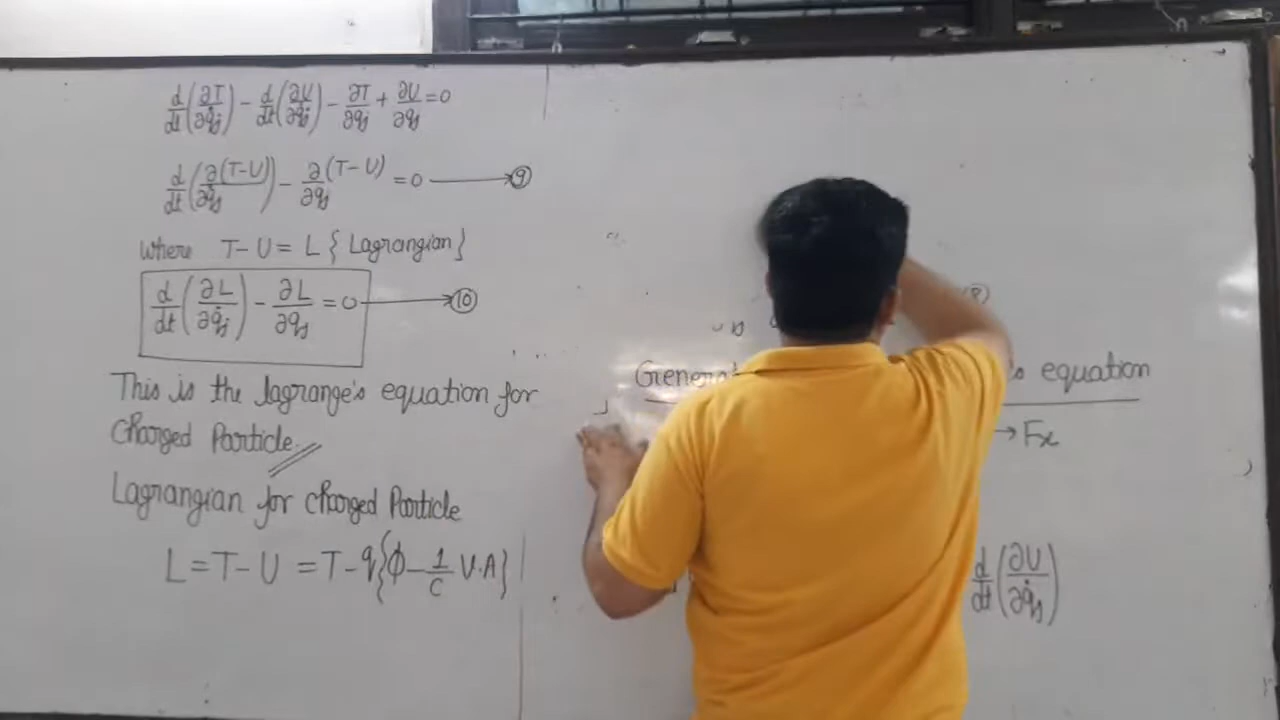 d/dt(∂T/∂q̇j) - d/dt(∂U/∂q̇j) - ∂T/∂qj + ∂U/∂qj = 0
d/dt(∂(T-U)/∂q̇j) - ∂/∂qj (T-U) = 0 → ⑨
where T-U = L { Lagrangian }
d/dt(∂L/∂q̇j) - ∂L/∂qj = 0 → ⑩
This is the lagrange's equation for
charged Particle.
Lagrangian for charged Particle
L = T - U = T - q{ϕ - 1/c V.A}
⑧
equation
→ Fx
d/dt(∂U/∂q̇j)